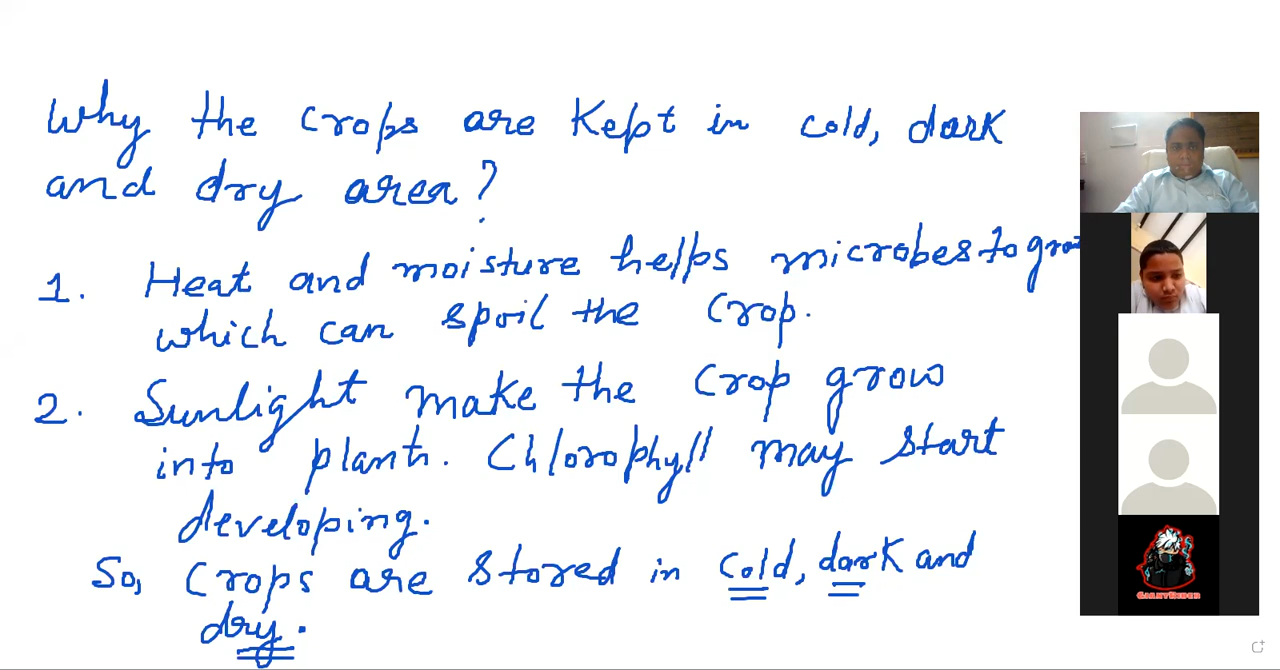 Why the crops are kept in cold, dark
and dry area?
1. Heat and moisture helps microbes to grow
which can spoil the crop.
2. Sunlight make the crop grow
into plants. Chlorophyll may start
developing.
So, crops are stored in cold, dark and
dry.